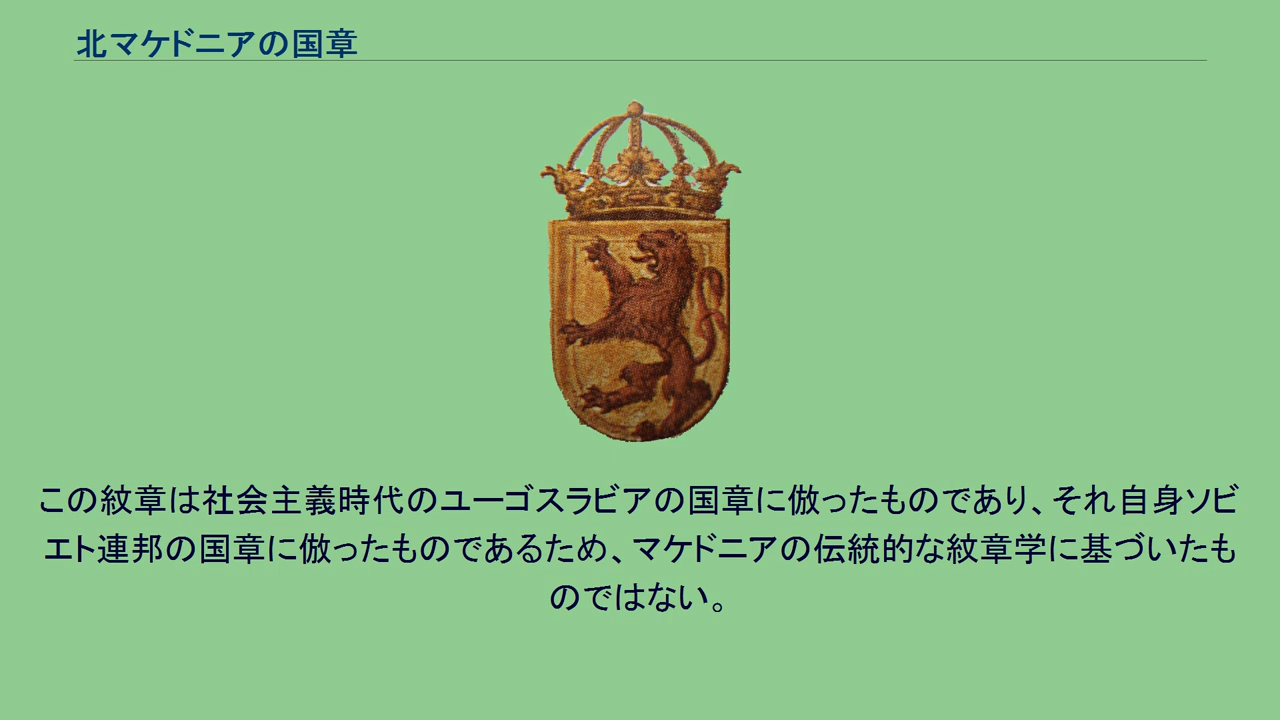 北マケドニアの国章
この紋章は社会主義時代のユーゴスラビアの国章に倣ったものであり、それ自身ソビ
エト連邦の国章に倣ったものであるため、マケドニアの伝統的な紋章学に基づいたも
のではない。